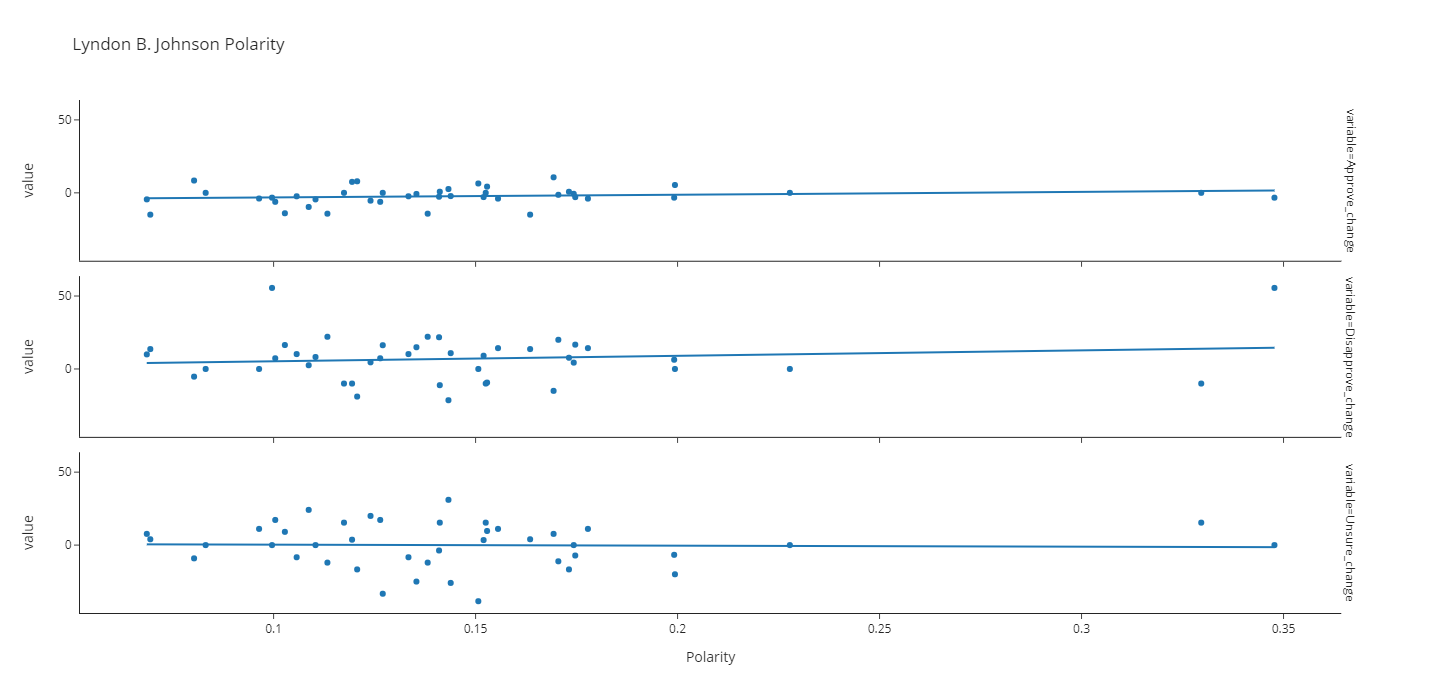 Lyndon B. Johnson Polarity
50
0
value
variable=Approve_change
50
0
value
variable=Disapprove_change
50
0
value
variable=Unsure_change
0.1
0.15
0.2
0.25
0.3
0.35
Polarity